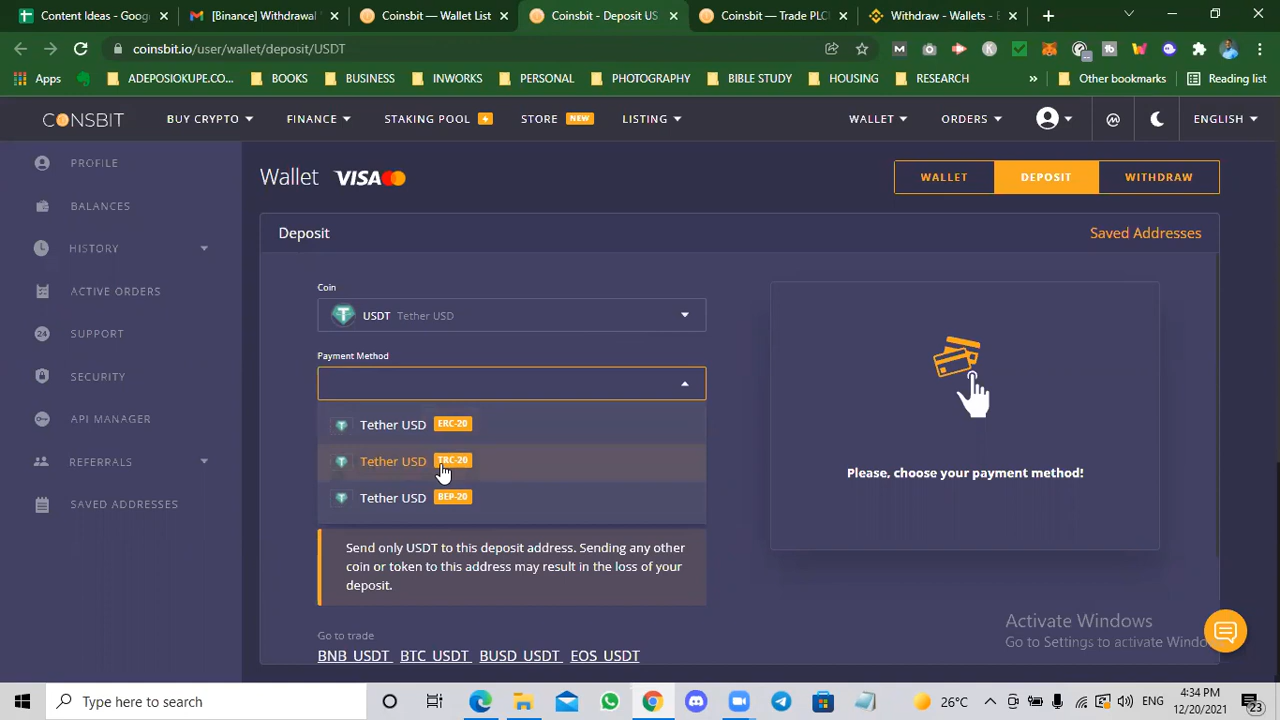 Content Ideas - Goog
[Binance] Withdrawal
Coinsbit — Wallet List
Coinsbit - Deposit US
Coinsbit — Trade PLC
Withdraw - Wallets - B
coinsbit.io/user/wallet/deposit/USDT
Apps
ADEPOSIOKUPE.CO...
BOOKS
BUSINESS
INWORKS
PERSONAL
PHOTOGRAPHY
BIBLE STUDY
HOUSING
RESEARCH
»
Other bookmarks
Reading list
CONSBIT
BUY CRYPTO
FINANCE
STAKING POOL +
STORE NEW
LISTING
WALLET
ORDERS
ENGLISH
PROFILE
BALANCES
HISTORY
ACTIVE ORDERS
24 SUPPORT
SECURITY
API MANAGER
REFERRALS
SAVED ADDRESSES
Wallet VISA
WALLET
DEPOSIT
WITHDRAW
Deposit
Saved Addresses
Coin
USDT Tether USD
Payment Method
Tether USD ERC-20
Tether USD TRC-20
Tether USD BEP-20
Send only USDT to this deposit address. Sending any other
coin or token to this address may result in the loss of your
deposit.
Go to trade
BNB_USDT BTC_USDT BUSD_USDT EOS_USDT
Please, choose your payment method!
Activate Windows
Go to Settings to activate Windo
Type here to search
26°C
ENG
4:34 PM
12/20/2021
23